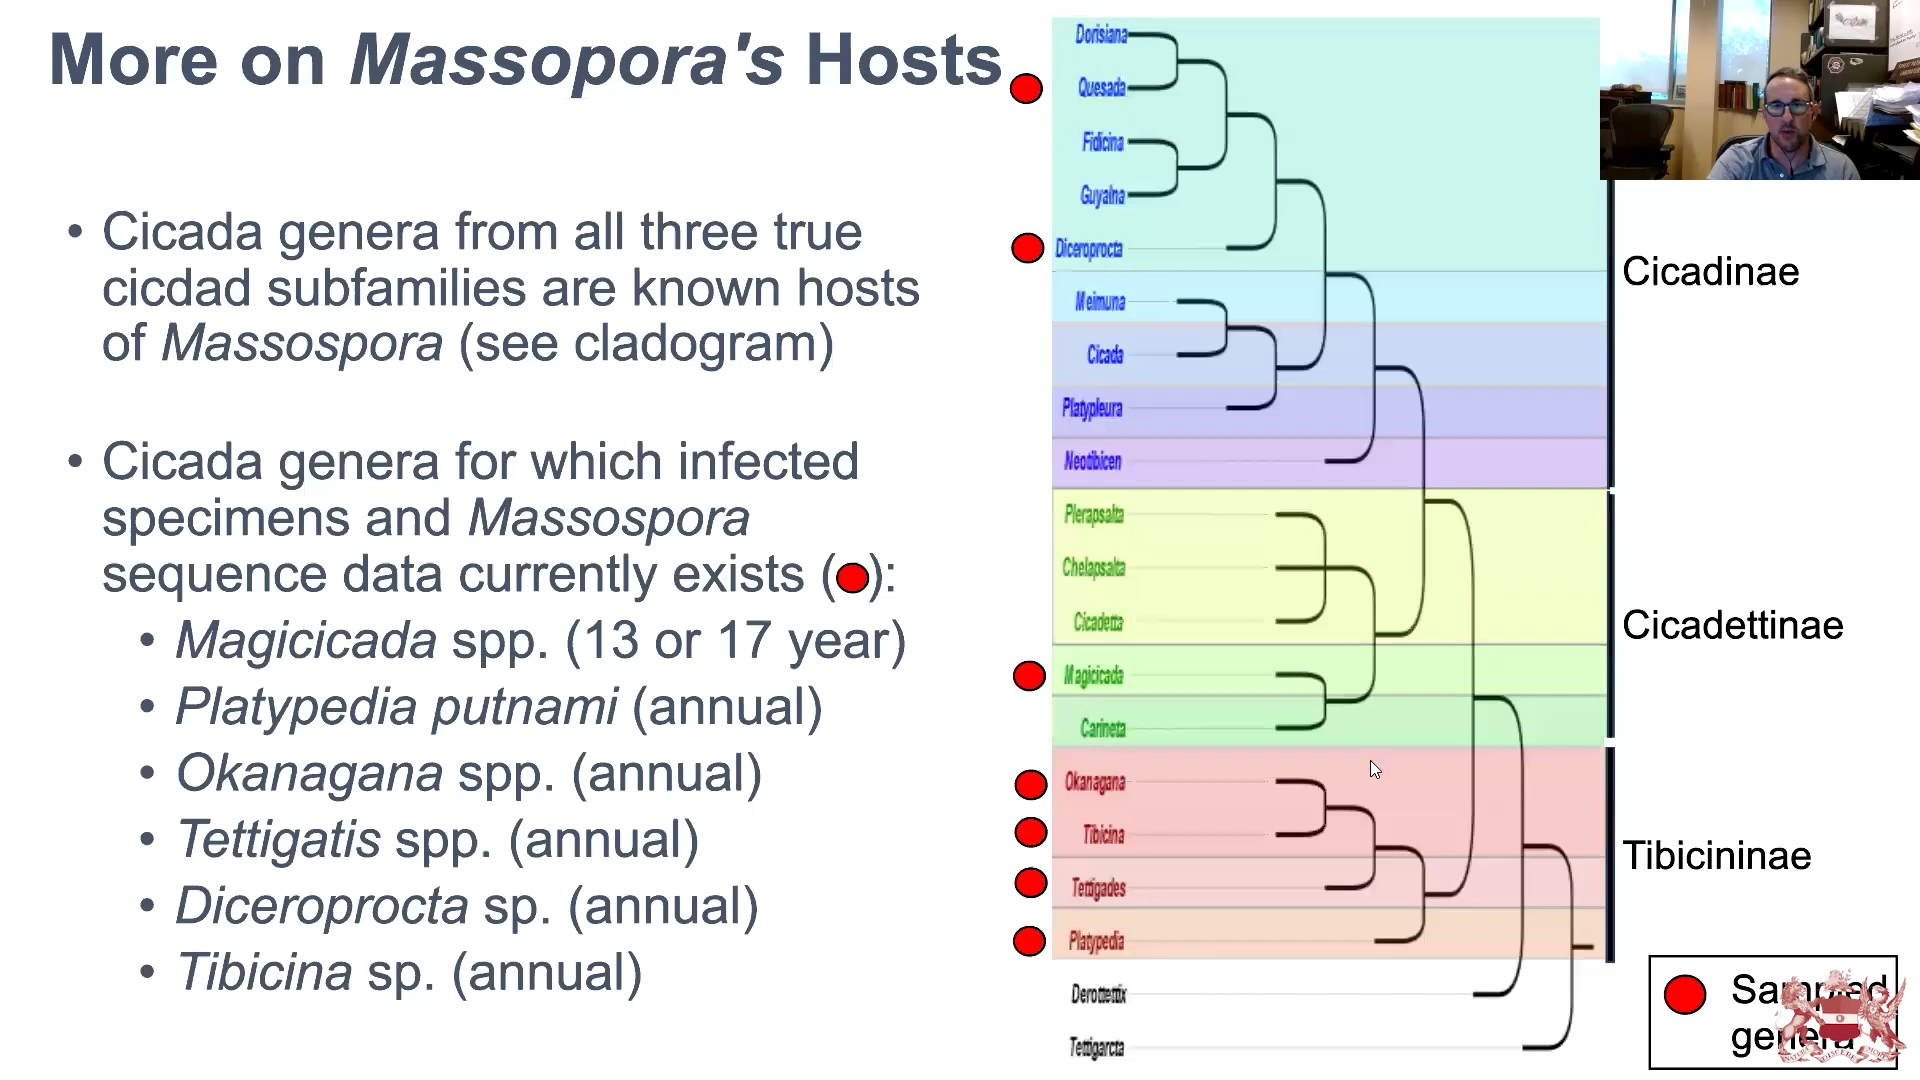 More on Massopora's Hosts
• Cicada genera from all three true
cicdad subfamilies are known hosts
of Massospora (see cladogram)
• Cicada genera for which infected
specimens and Massospora
sequence data currently exists ( ):
• Magicicada spp. (13 or 17 year)
• Platypedia putnami (annual)
• Okanagana spp. (annual)
• Tettigatis spp. (annual)
• Diceroprocta sp. (annual)
• Tibicina sp. (annual)
Dorisiana
Quesada
Fidicina
Guyalna
Diceroprocta
Meimuna
Cicada
Platypleura
Neotibicen
Plerapsalta
Chelapsalta
Cicadetta
Magicicada
Carineta
Okanagana
Tibicina
Tettigades
Platypedia
Derottettix
Tettigarcta
Cicadinae
Cicadettinae
Tibicininae
Sampled
genera